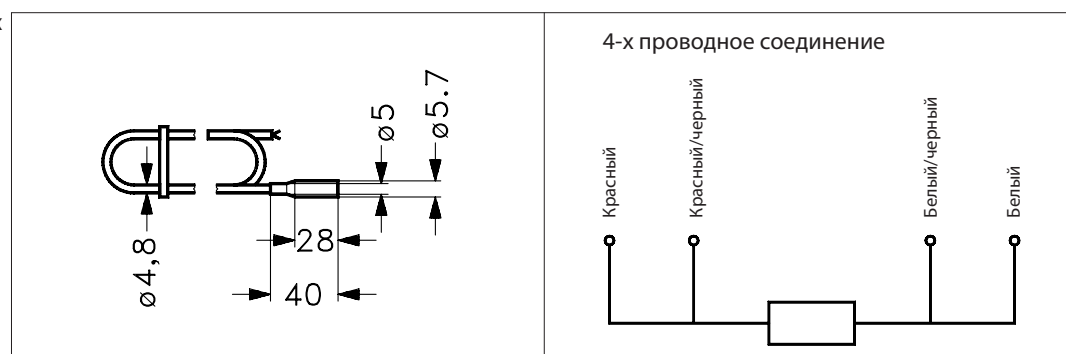 х
ø5
ø5.7
ø4,8
28
40
4-х проводное соединение
Красный
Красный/черный
Белый/черный
Белый